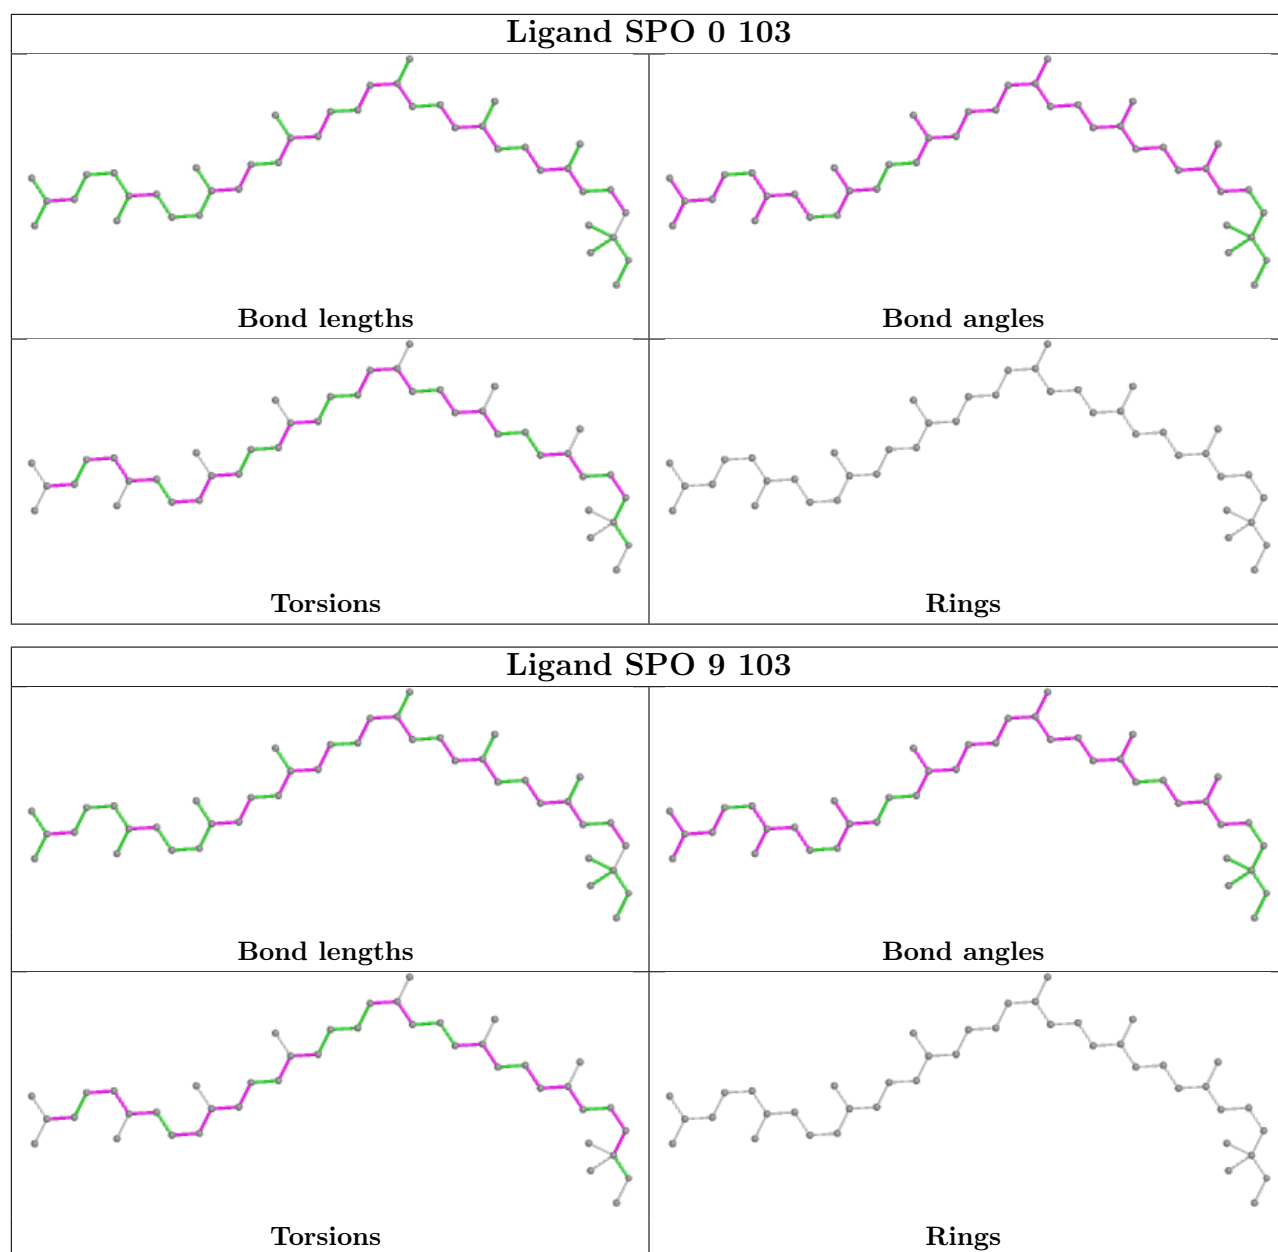 Ligand SPO 0 103
Bond lengths
Bond angles
Torsions
Rings
Ligand SPO 9 103
Bond lengths
Bond angles
Torsions
Rings